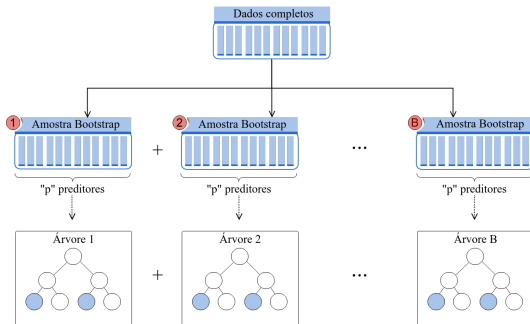 Dados completos
1 Amostra Bootstrap
+
2 Amostra Bootstrap
...
B Amostra Bootstrap
"p" preditores
"p" preditores
"p" preditores
Árvore 1
+
Árvore 2
...
Árvore B